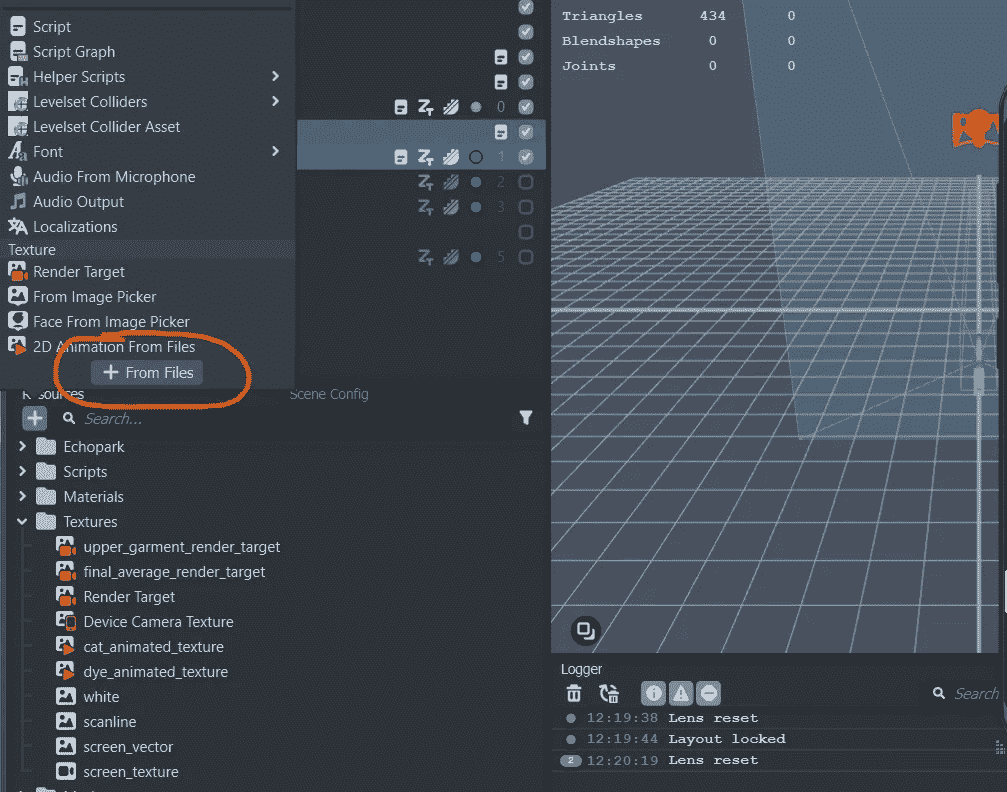 Script
Script Graph
Helper Scripts
Levelset Colliders
Levelset Collider Asset
Font
Audio From Microphone
Audio Output
Localizations
Texture
Render Target
From Image Picker
Face From Image Picker
2D Animation From Files
+ From Files
0
1
2
3
5
Triangles 434 0
Blendshapes 0 0
Joints 0 0
Scene Config
Search...
Echopark
Scripts
Materials
Textures
upper_garment_render_target
final_average_render_target
Render Target
Device Camera Texture
cat_animated_texture
dye_animated_texture
white
scanline
screen_vector
screen_texture
Logger
Search
12:19:38 Lens reset
12:19:44 Layout locked
2 12:20:19 Lens reset